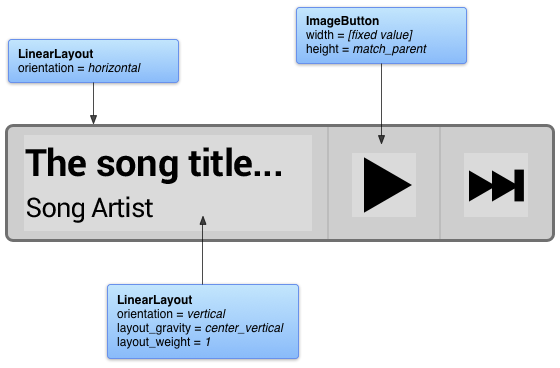 ImageButton
width = [fixed value]
height = match_parent
LinearLayout
orientation = horizontal
The song title...
Song Artist
LinearLayout
orientation = vertical
layout_gravity = center_vertical
layout_weight = 1